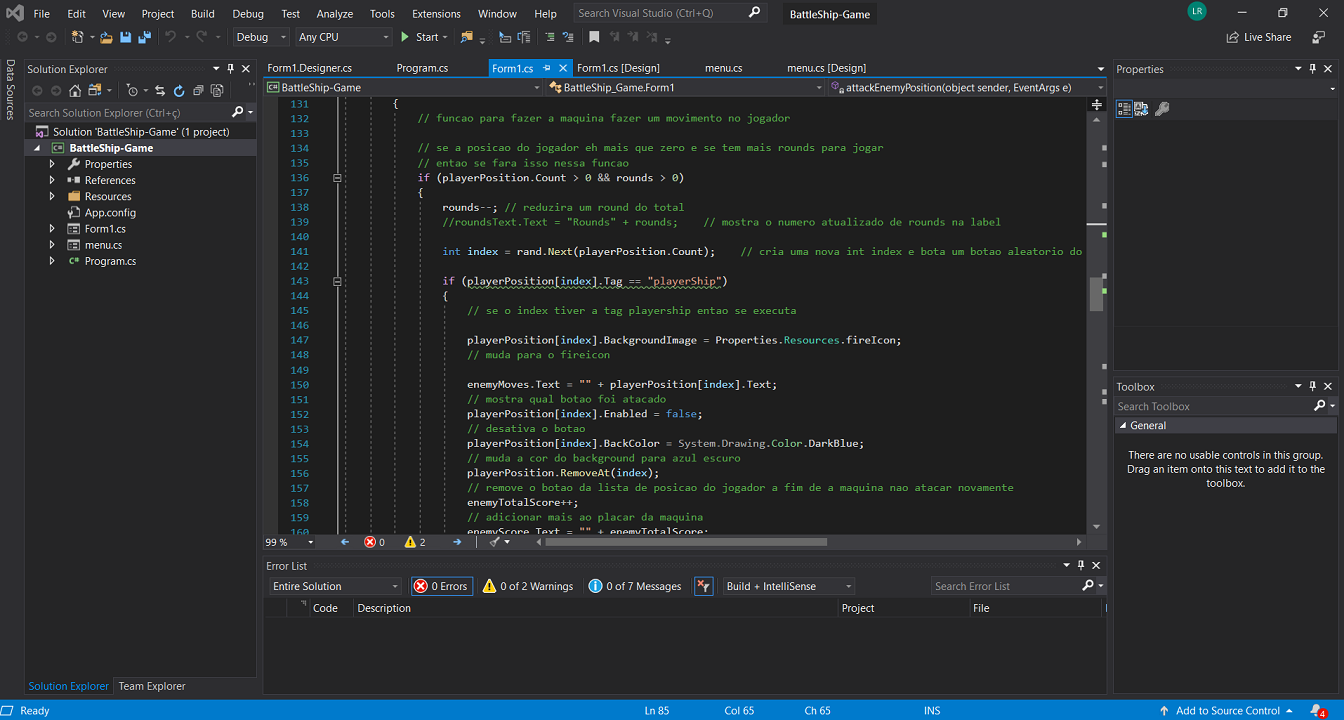 File Edit View Project Build Debug Test Analyze Tools Extensions Window Help Search Visual Studio (Ctrl+Q) BattleShip-Game LR
Debug Any CPU Start Live Share
Data Sources
Solution Explorer
Search Solution Explorer (Ctrl+ç)
Solution 'BattleShip-Game' (1 project)
BattleShip-Game
Properties
References
Resources
App.config
Form1.cs
menu.cs
C# Program.cs
Solution Explorer Team Explorer
Form1.Designer.cs Program.cs Form1.cs Form1.cs [Design] menu.cs menu.cs [Design]
C# BattleShip-Game BattleShip_Game.Form1 attackEnemyPosition(object sender, EventArgs e)
131 {
132 // funcao para fazer a maquina fazer um movimento no jogador
133
134 // se a posicao do jogador eh mais que zero e se tem mais rounds para jogar
135 // entao se fara isso nessa funcao
136 if (playerPosition.Count > 0 && rounds > 0)
137 {
138 rounds--; // reduzira um round do total
139 //roundsText.Text = "Rounds" + rounds; // mostra o numero atualizado de rounds na label
140
141 int index = rand.Next(playerPosition.Count); // cria uma nova int index e bota um botao aleatorio do
142
143 if (playerPosition[index].Tag == "playerShip")
144 {
145 // se o index tiver a tag playership entao se executa
146
147 playerPosition[index].BackgroundImage = Properties.Resources.fireIcon;
148 // muda para o fireicon
149
150 enemyMoves.Text = "" + playerPosition[index].Text;
151 // mostra qual botao foi atacado
152 playerPosition[index].Enabled = false;
153 // desativa o botao
154 playerPosition[index].BackColor = System.Drawing.Color.DarkBlue;
155 // muda a cor do background para azul escuro
156 playerPosition.RemoveAt(index);
157 // remove o botao da lista de posicao do jogador a fim de a maquina nao atacar novamente
158 enemyTotalScore++;
159 // adicionar mais ao placar da maquina
160 enemyScore.Text = "" + enemyTotalScore;
99 % 0 2
Error List
Entire Solution 0 Errors 0 of 2 Warnings 0 of 7 Messages Build + IntelliSense Search Error List
Code Description Project File
Properties
Toolbox
Search Toolbox
General
There are no usable controls in this group.
Drag an item onto this text to add it to the
toolbox.
Ready Ln 85 Col 65 Ch 65 INS Add to Source Control 4